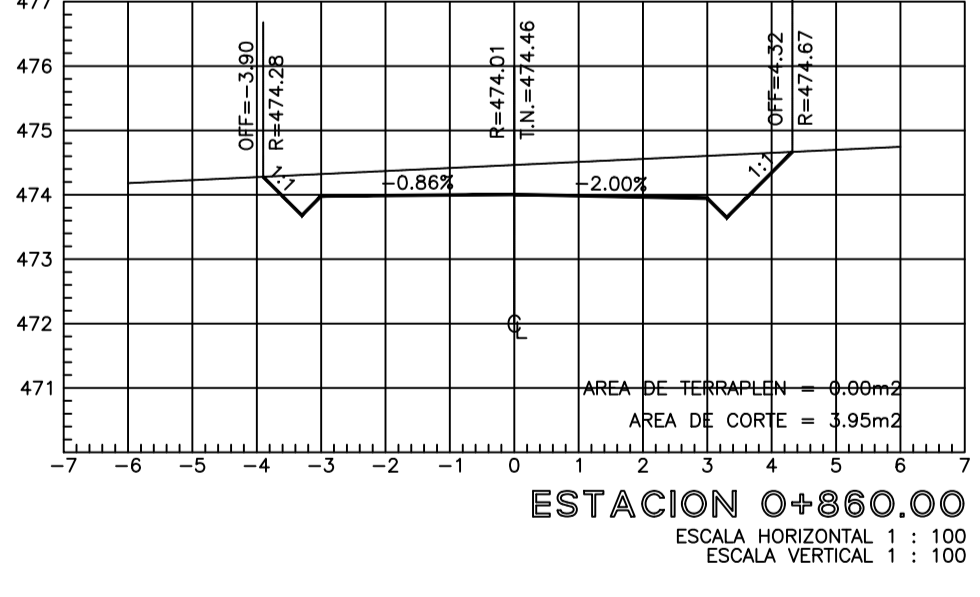 477
476
475
474
473
472
471
OFF=-3.90
R=474.28
R=474.01
T.N.=474.46
OFF=4.32
R=474.67
1:1
-0.86%
-2.00%
1:1
CL
AREA DE TERRAPLEN = 0.00m2
AREA DE CORTE = 3.95m2
-7 -6 -5 -4 -3 -2 -1 0 1 2 3 4 5 6 7
ESTACION 0+860.00
ESCALA HORIZONTAL 1 : 100
ESCALA VERTICAL 1 : 100